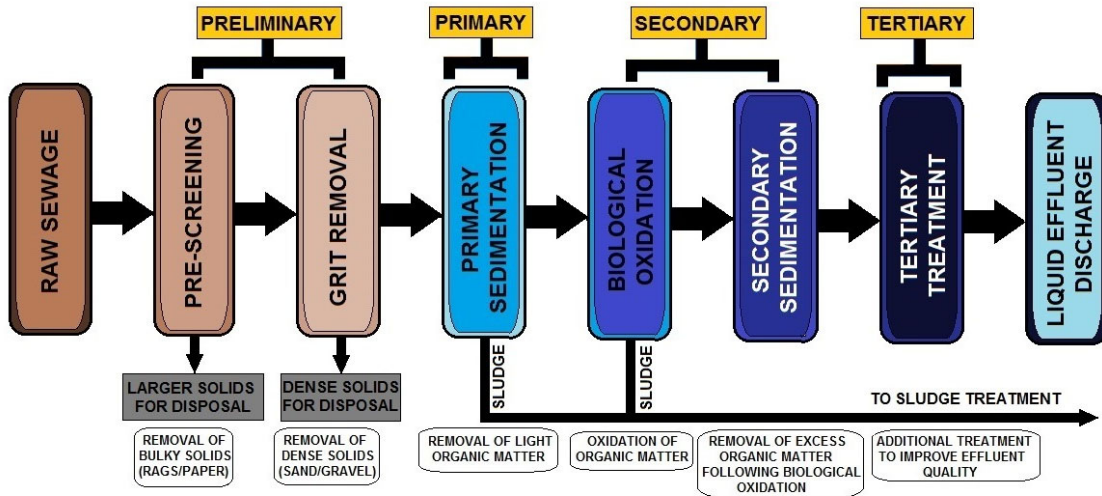 PRELIMINARY
PRIMARY
SECONDARY
TERTIARY
RAW SEWAGE
PRE-SCREENING
GRIT REMOVAL
PRIMARY
SEDIMENTATION
BIOLOGICAL
OXIDATION
SECONDARY
SEDIMENTATION
TERTIARY
TREATMENT
LIQUID EFFLUENT
DISCHARGE
LARGER SOLIDS
FOR DISPOSAL
DENSE SOLIDS
FOR DISPOSAL
SLUDGE
SLUDGE
TO SLUDGE TREATMENT
REMOVAL OF
BULKY SOLIDS
(RAGS/PAPER)
REMOVAL OF
DENSE SOLIDS
(SAND/GRAVEL)
REMOVAL OF LIGHT
ORGANIC MATTER
OXIDATION OF
ORGANIC MATTER
REMOVAL OF EXCESS
ORGANIC MATTER
FOLLOWING BIOLOGICAL
OXIDATION
ADDITIONAL TREATMENT
TO IMPROVE EFFLUENT
QUALITY